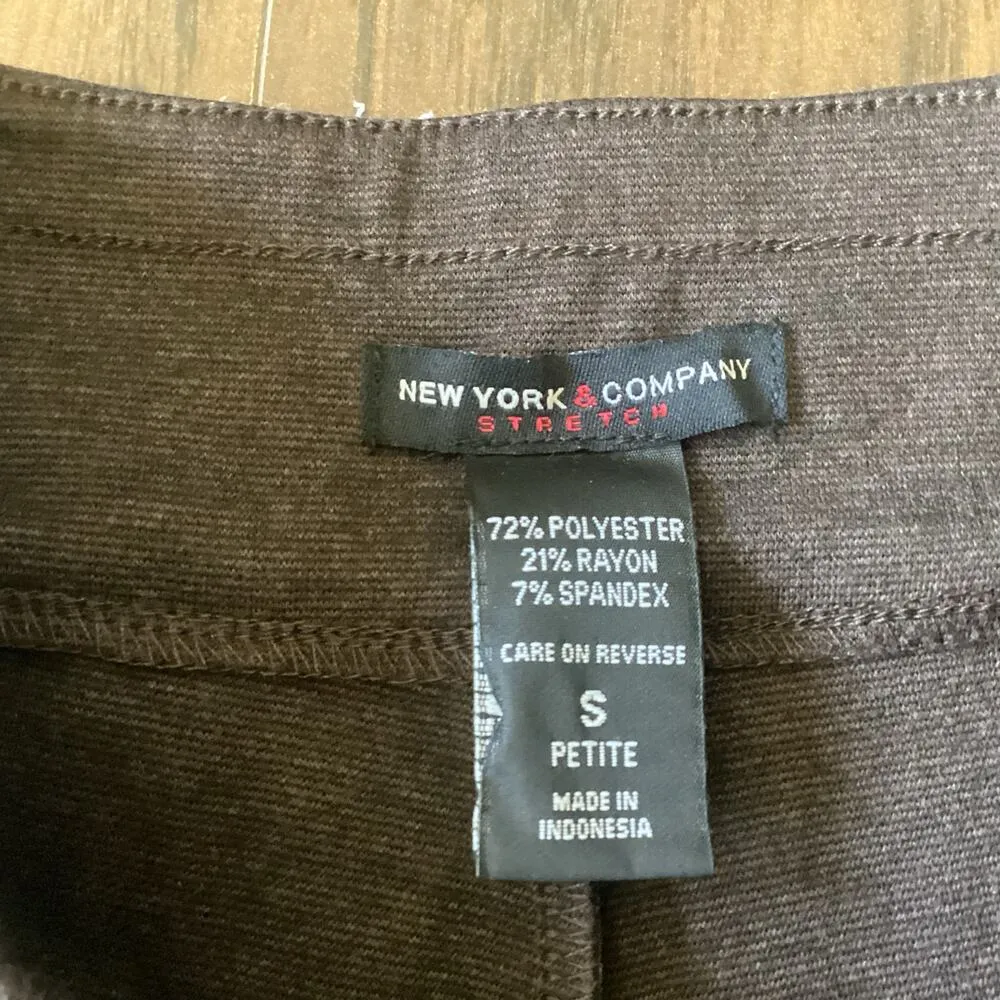 NEW YORK & COMPANY
STRETCH
72% POLYESTER
21% RAYON
7% SPANDEX
CARE ON REVERSE
S
PETITE
MADE IN
INDONESIA